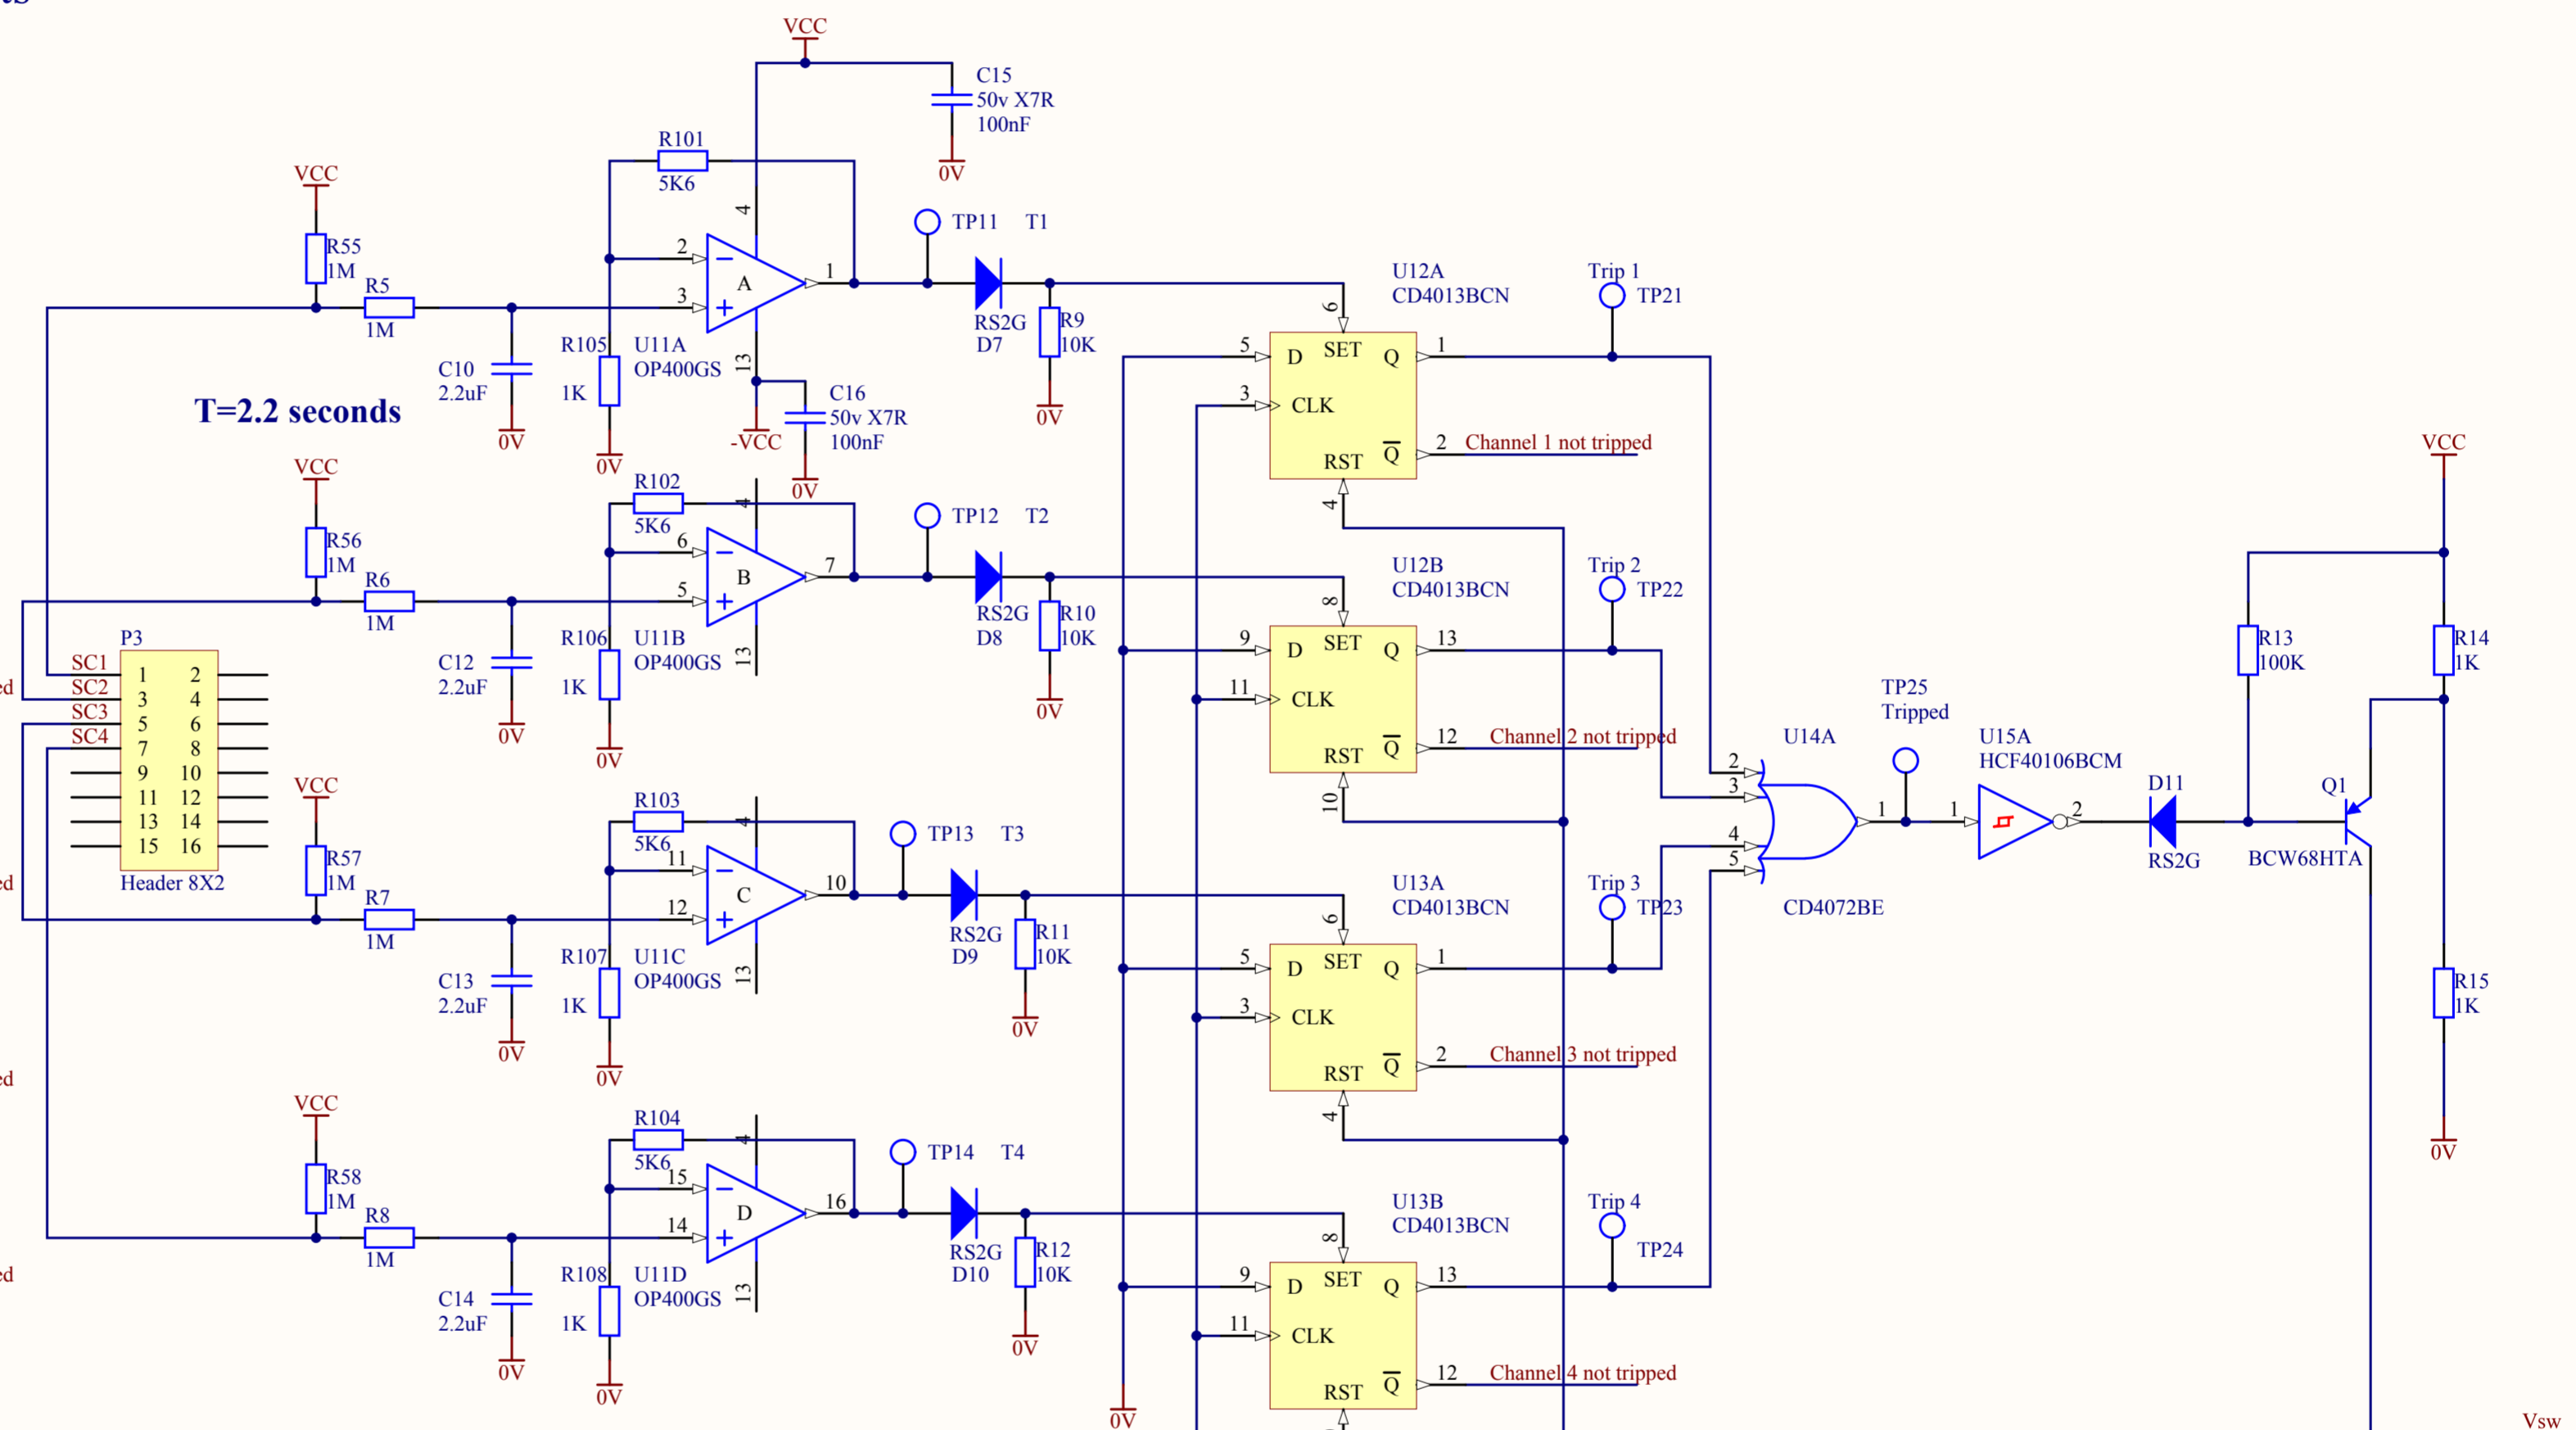 VCC
C15
50v X7R
100nF
0V
R101
5K6
VCC
R55
1M
R5
1M
4
2
3
A
1
13
TP11 T1
RS2G
D7
R9
10K
0V
C10
2.2uF
0V
R105
1K
0V
U11A
OP400GS
-VCC
C16
50v X7R
100nF
0V
U12A
CD4013BCN
6
5 D SET Q 1
3 CLK
RST Q 2
4
Channel 1 not tripped
Trip 1
TP21
T=2.2 seconds
VCC
R56
1M
R6
1M
R102
5K6
4
6
5
B
7
13
TP12 T2
RS2G
D8
R10
10K
0V
C12
2.2uF
0V
R106
1K
0V
U11B
OP400GS
U12B
CD4013BCN
8
9 D SET Q 13
11 CLK
RST Q 12
10
Channel 2 not tripped
Trip 2
TP22
P3
SC1
SC2
SC3
SC4
1 2
3 4
5 6
7 8
9 10
11 12
13 14
15 16
Header 8X2
ed
ed
ed
ed
VCC
R57
1M
R7
1M
R103
5K6
4
11
12
C
10
13
TP13 T3
RS2G
D9
R11
10K
0V
C13
2.2uF
0V
R107
1K
0V
U11C
OP400GS
U13A
CD4013BCN
6
5 D SET Q 1
3 CLK
RST Q 2
4
Channel 3 not tripped
Trip 3
TP23
VCC
R58
1M
R8
1M
R104
5K6
4
15
14
D
16
13
TP14 T4
RS2G
D10
R12
10K
0V
C14
2.2uF
0V
R108
1K
0V
U11D
OP400GS
U13B
CD4013BCN
8
9 D SET Q 13
11 CLK
RST Q 12
Channel 4 not tripped
Trip 4
TP24
0V
U14A
2
3
4
5
1
CD4072BE
TP25
Tripped
U15A
HCF40106BCM
1
2
D11
RS2G
VCC
R13
100K
R14
1K
Q1
BCW68HTA
R15
1K
0V
Vsw